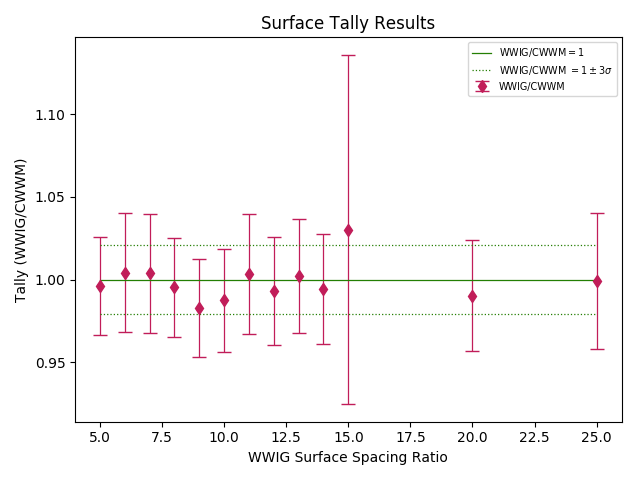 Surface Tally Results
WWIG/CWWM = 1
WWIG/CWWM = 1 ± 3σ
WWIG/CWWM
Tally (WWIG/CWWM)
1.10
1.05
1.00
0.95
5.0 7.5 10.0 12.5 15.0 17.5 20.0 22.5 25.0
WWIG Surface Spacing Ratio